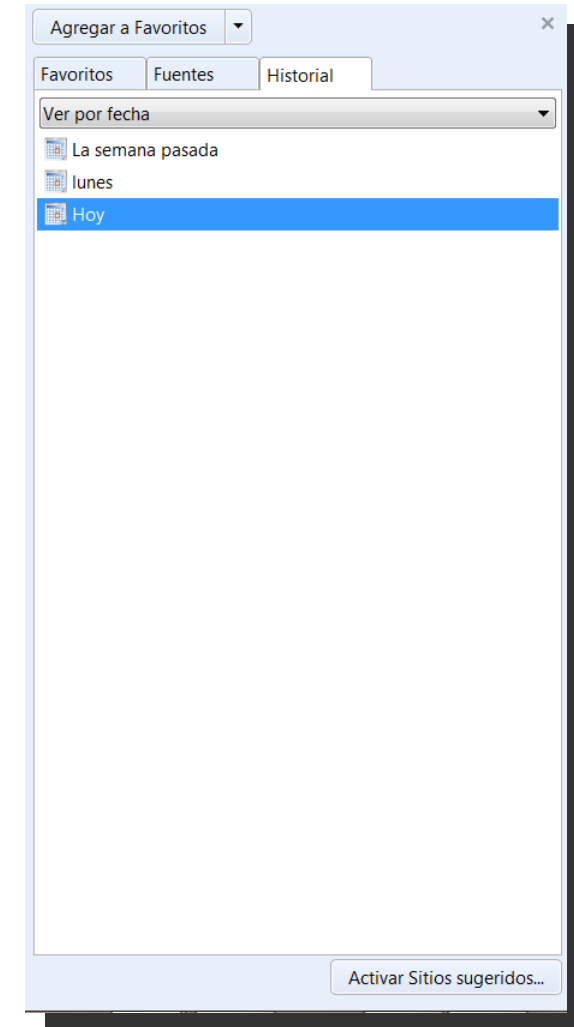 Agregar a Favoritos
Favoritos Fuentes Historial
Ver por fecha
La semana pasada
lunes
Hoy
Activar Sitios sugeridos...